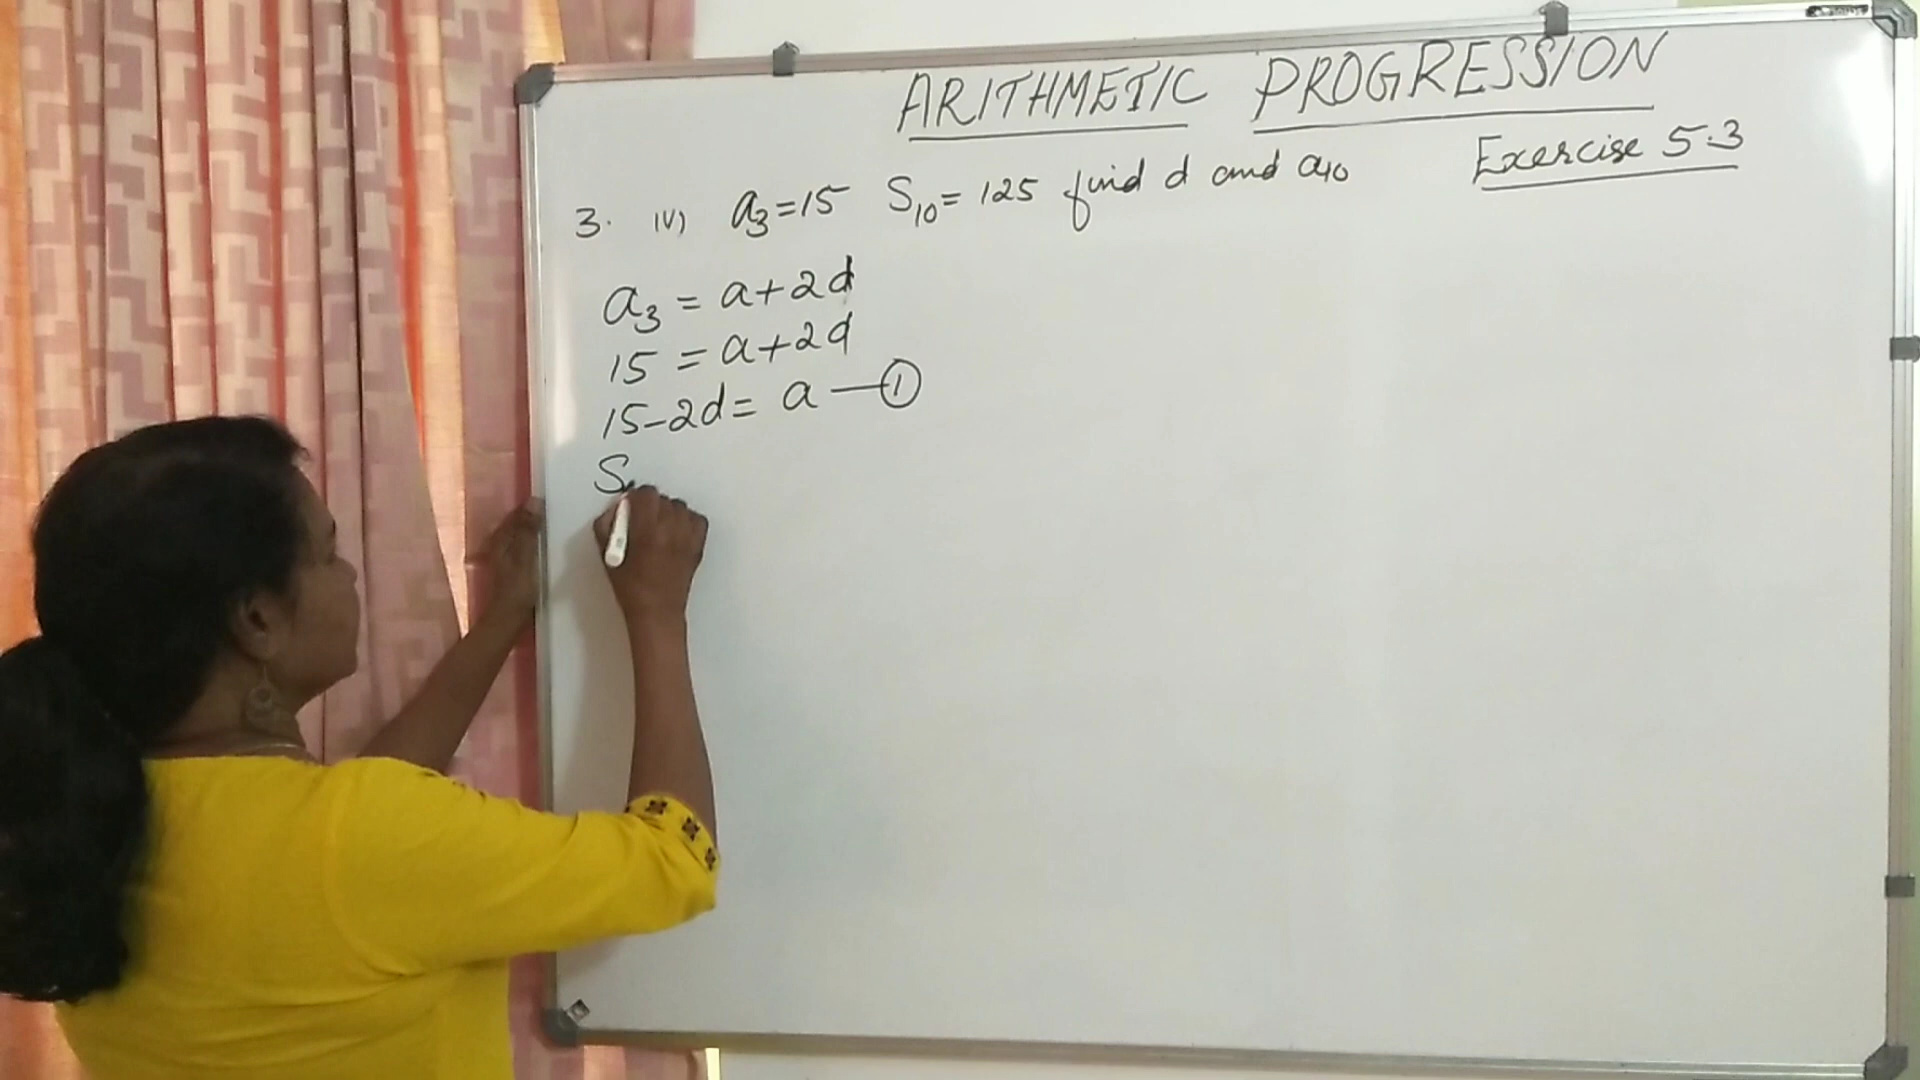 ARITHMETIC PROGRESSION
Exercise 5.3
3. iv) a₃=15 S₁₀= 125 find d and a₁₀
a₃ = a+2d
15 = a+2d
15-2d= a —①
S